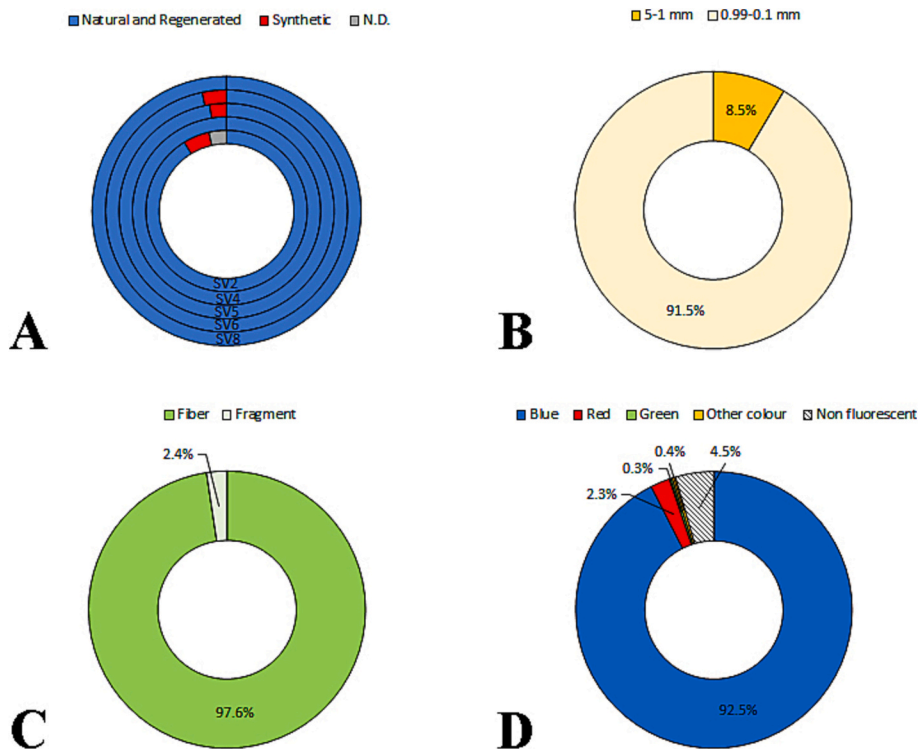 Natural and Regenerated Synthetic N.D.
5-1 mm 0.99-0.1 mm
8.5%
91.5%
SV2
SV4
SV5
SV6
SV8
A
B
Fiber Fragment
Blue Red Green Other colour Non fluorescent
2.4%
97.6%
0.4%
4.5%
0.3%
2.3%
92.5%
C
D